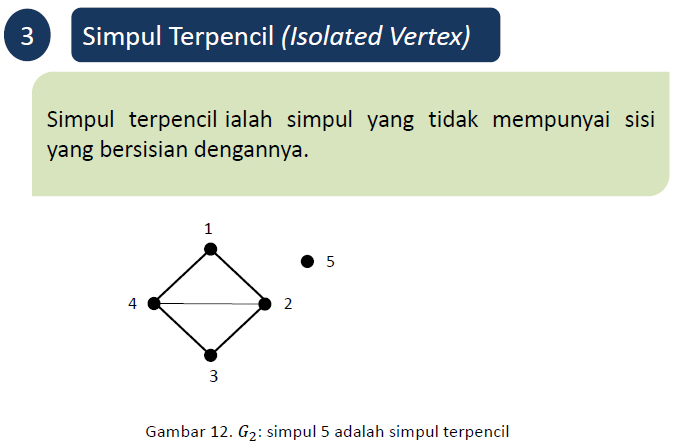 3
Simpul Terpencil (Isolated Vertex)
Simpul terpencil ialah simpul yang tidak mempunyai sisi
yang bersisian dengannya.
1
5
4
2
3
Gambar 12. G₂: simpul 5 adalah simpul terpencil